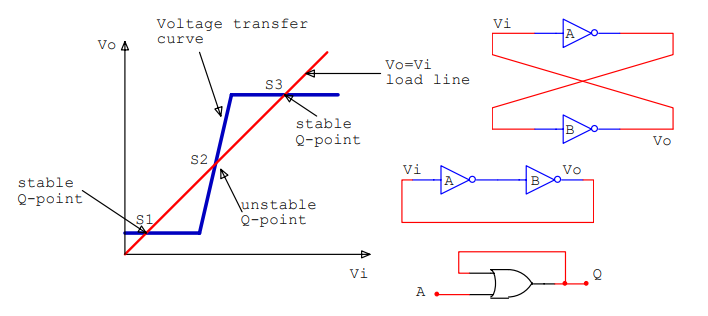 Voltage transfer
curve
Vo
S3
Vo=Vi
load line
stable
Q-point
S2
stable
Q-point
unstable
Q-point
S1
Vi
Vi
A
B
Vo
Vi
A
B
Vo
A
Q